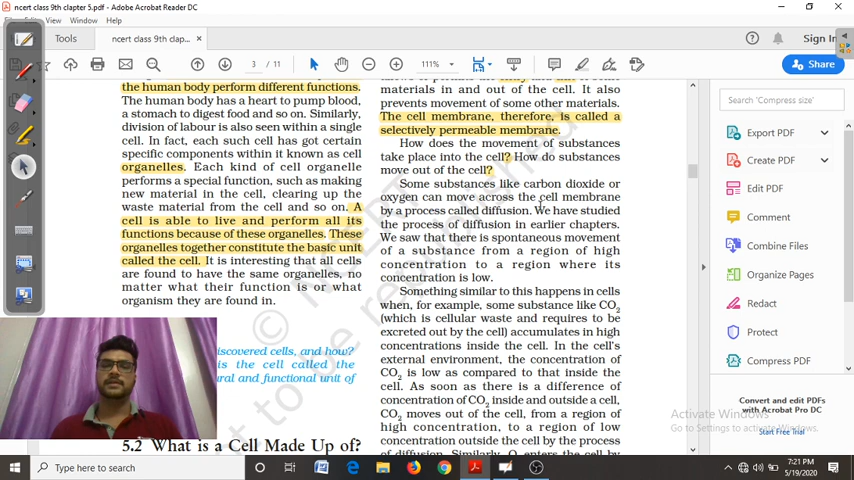 ncert class 9th chapter 5.pdf - Adobe Acrobat Reader DC
File Edit View Window Help
Tools
ncert class 9th chap... ×
Sign In
3 / 11
111%
Share
the human body perform different functions.
The human body has a heart to pump blood,
a stomach to digest food and so on. Similarly,
division of labour is also seen within a single
cell. In fact, each such cell has got certain
specific components within it known as cell
organelles. Each kind of cell organelle
performs a special function, such as making
new material in the cell, clearing up the
waste material from the cell and so on. A
cell is able to live and perform all its
functions because of these organelles. These
organelles together constitute the basic unit
called the cell. It is interesting that all cells
are found to have the same organelles, no
matter what their function is or what
organism they are found in.
iscovered cells, and how?
is the cell called the
ural and functional unit of
5.2 What is a Cell Made Up of?
materials in and out of the cell. It also
prevents movement of some other materials.
The cell membrane, therefore, is called a
selectively permeable membrane.
How does the movement of substances
take place into the cell? How do substances
move out of the cell?
Some substances like carbon dioxide or
oxygen can move across the cell membrane
by a process called diffusion. We have studied
the process of diffusion in earlier chapters.
We saw that there is spontaneous movement
of a substance from a region of high
concentration to a region where its
concentration is low.
Something similar to this happens in cells
when, for example, some substance like CO₂
(which is cellular waste and requires to be
excreted out by the cell) accumulates in high
concentrations inside the cell. In the cell's
external environment, the concentration of
CO₂ is low as compared to that inside the
cell. As soon as there is a difference of
concentration of CO₂ inside and outside a cell,
CO₂ moves out of the cell, from a region of
high concentration, to a region of low
concentration outside the cell by the process
of diffusion. Similarly, O₂ enters the cell by
© NCERT
not to be republished
Search 'Compress size'
Export PDF
Create PDF
Edit PDF
Comment
Combine Files
Organize Pages
Redact
Protect
Compress PDF
Convert and edit PDFs
with Acrobat Pro DC
Start Free Trial
Activate Windows
Go to Settings to activate Windows.
Type here to search
7:21 PM
5/19/2020